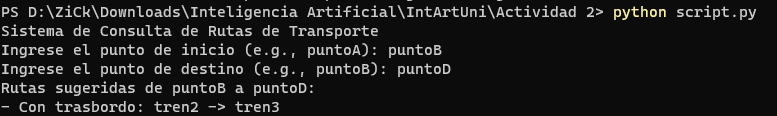 PS D:\ZiCk\Downloads\Inteligencia Artificial\IntArtUni\Actividad 2> python script.py
Sistema de Consulta de Rutas de Transporte
Ingrese el punto de inicio (e.g., puntoA): puntoB
Ingrese el punto de destino (e.g., puntoB): puntoD
Rutas sugeridas de puntoB a puntoD:
- Con trasbordo: tren2 -> tren3